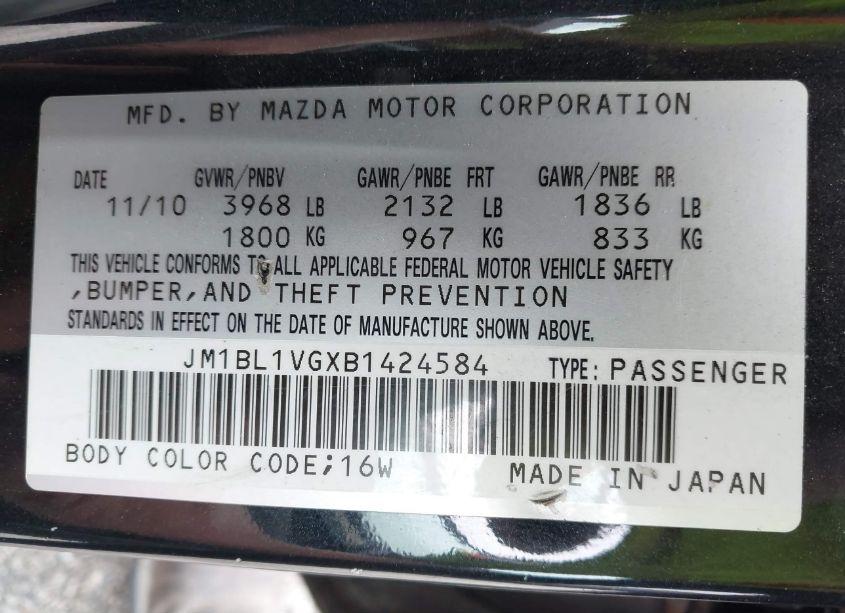 MFD. BY MAZDA MOTOR CORPORATION
DATE GVWR/PNBV GAWR/PNBE FRT GAWR/PNBE RR
11/10 3968 LB 2132 LB 1836 LB
1800 KG 967 KG 833 KG
THIS VEHICLE CONFORMS TO ALL APPLICABLE FEDERAL MOTOR VEHICLE SAFETY
,BUMPER,AND THEFT PREVENTION
STANDARDS IN EFFECT ON THE DATE OF MANUFACTURE SHOWN ABOVE.
JM1BL1VGXB1424584 TYPE: PASSENGER
BODY COLOR CODE;16W MADE IN JAPAN